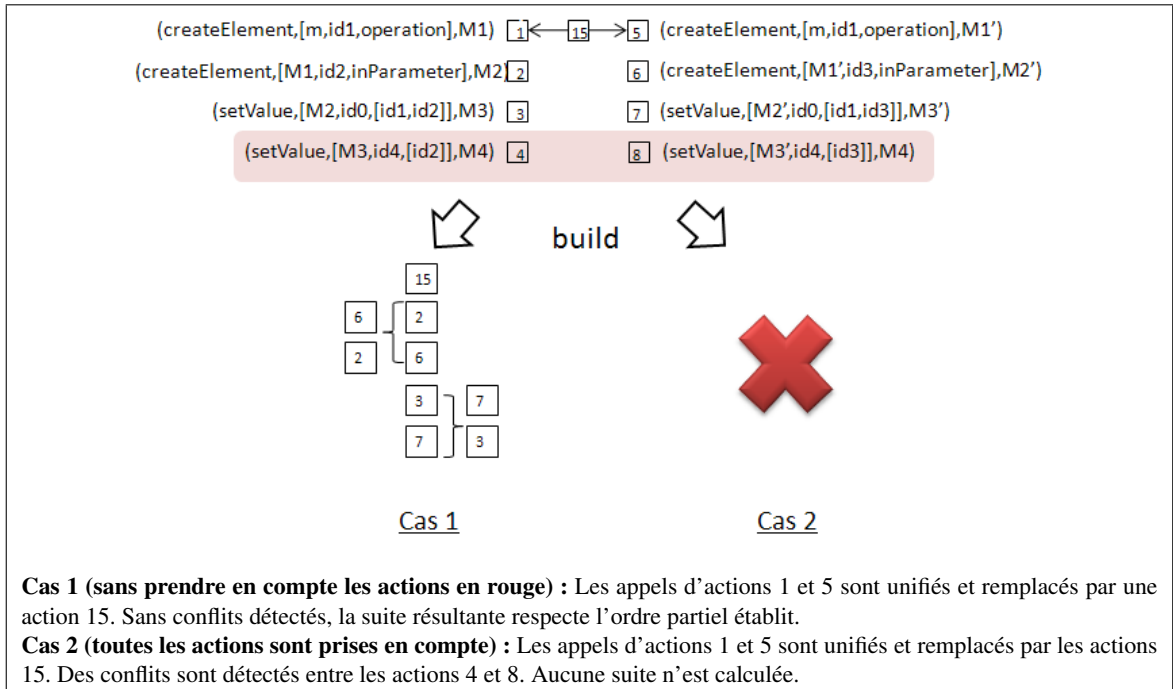 (createElement,[m,id1,operation],M1) 1 15 5 (createElement,[m,id1,operation],M1')
(createElement,[M1,id2,inParameter],M2) 2 6 (createElement,[M1',id3,inParameter],M2')
(setValue,[M2,id0,[id1,id2]],M3) 3 7 (setValue,[M2',id0,[id1,id3]],M3')
(setValue,[M3,id4,[id2]],M4) 4 8 (setValue,[M3',id4,[id3]],M4)
build
15
6 2
2 6
3 7
7 3
Cas 1 Cas 2
Cas 1 (sans prendre en compte les actions en rouge) : Les appels d'actions 1 et 5 sont unifiés et remplacés par une
action 15. Sans conflits détectés, la suite résultante respecte l'ordre partiel établit.
Cas 2 (toutes les actions sont prises en compte) : Les appels d'actions 1 et 5 sont unifiés et remplacés par les actions
15. Des conflits sont détectés entre les actions 4 et 8. Aucune suite n'est calculée.